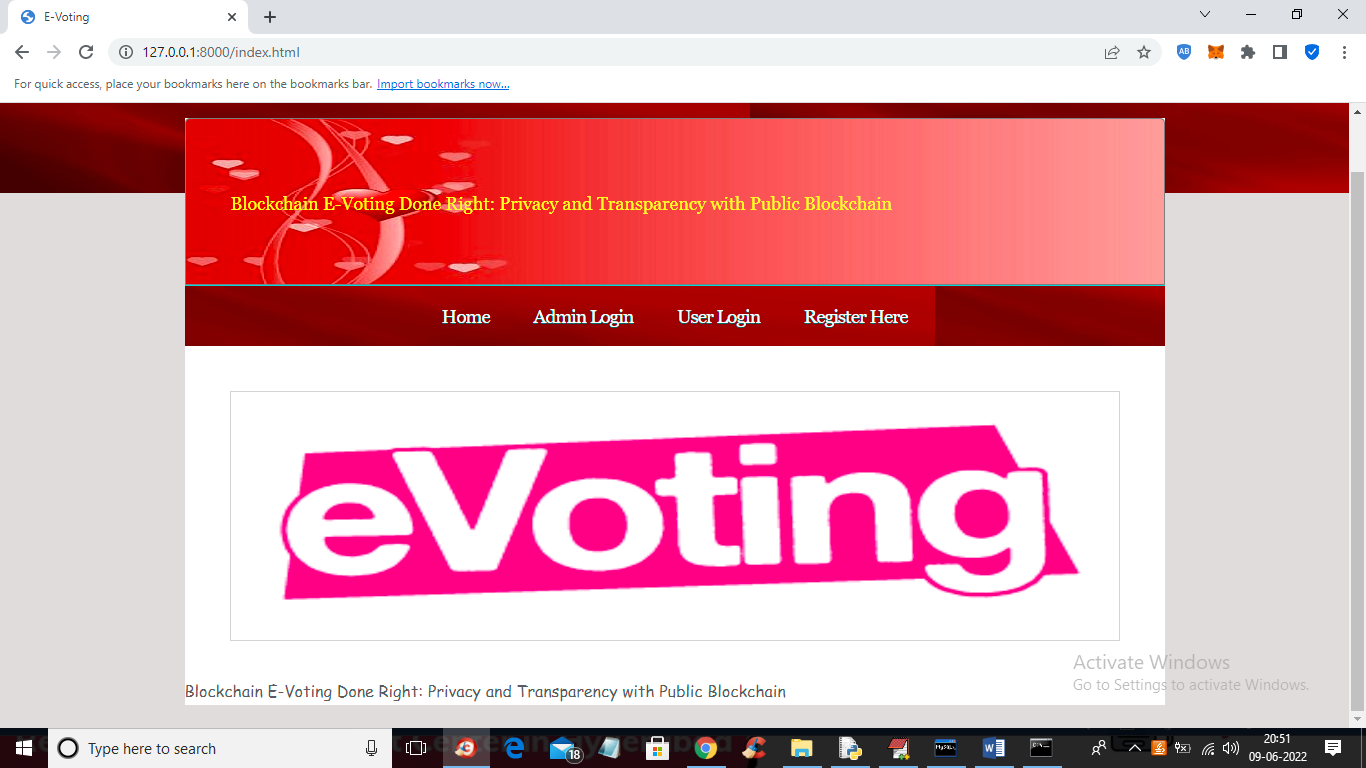 E-Voting
127.0.0.1:8000/index.html
AB
For quick access, place your bookmarks here on the bookmarks bar. Import bookmarks now...
Blockchain E-Voting Done Right: Privacy and Transparency with Public Blockchain
Home Admin Login User Login Register Here
eVoting
Activate Windows
Go to Settings to activate Windows.
Blockchain E-Voting Done Right: Privacy and Transparency with Public Blockchain
Type here to search
18
MySQL
20:51
09-06-2022